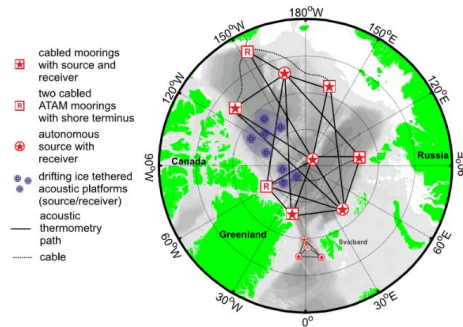 cabled moorings
with source and
receiver
two cabled
ATAM moorings
with shore terminus
autonomous
source with
receiver
drifting ice tethered
acoustic platforms
(source/receiver)
acoustic
thermometry
path
cable
R
180°W
150°W
150°E
120°W
120°E
90°W
90°E
60°W
60°E
30°W
30°E
0°
R
R
Canada
Russia
Greenland
Svalbard